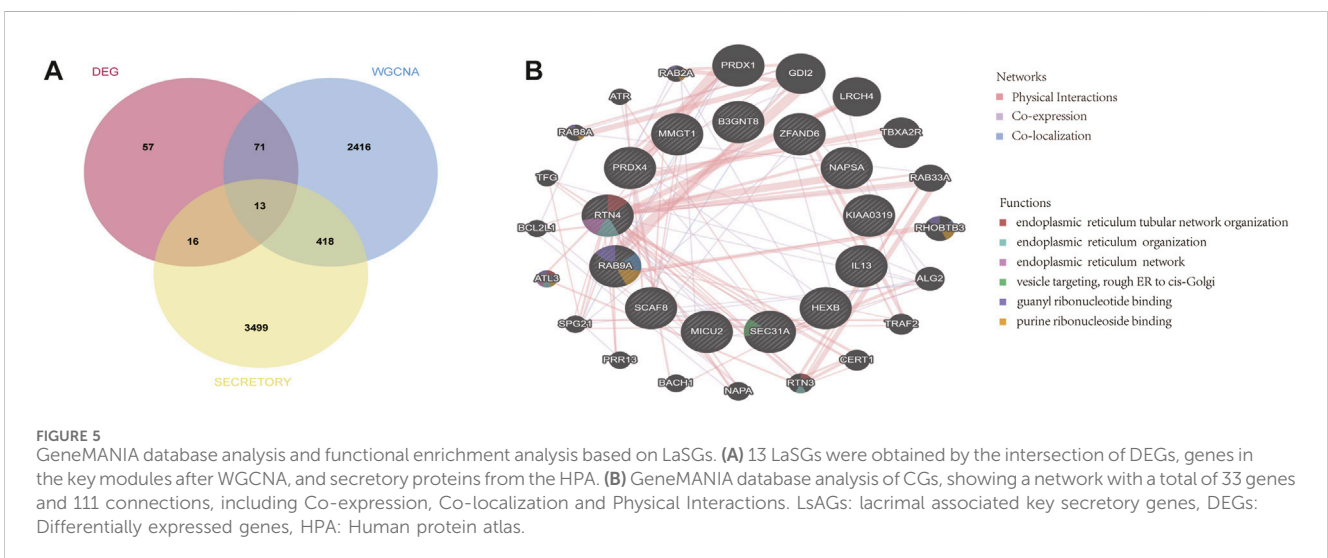 A
DEG
WGCNA
57
71
2416
13
16
418
3499
SECRETORY
B
PRDX1
GDI2
RAB2A
LRCH4
ATR
B3GNT8
MMGT1
ZFAND6
TBXA2R
RAB8A
PRDX4
NAPSA
TFG
RAB33A
RTN4
KIAA0319
BCL2L1
RHOBTB3
RAB9A
IL13
ATL3
ALG2
SCAF8
HEXB
SPG21
MICU2
SEC31A
TRAF2
PRR13
CERT1
BACH1
NAPA
RTN3
Networks
Physical Interactions
Co-expression
Co-localization
Functions
endoplasmic reticulum tubular network organization
endoplasmic reticulum organization
endoplasmic reticulum network
vesicle targeting, rough ER to cis-Golgi
guanyl ribonucleotide binding
purine ribonucleoside binding
FIGURE 5
GeneMANIA database analysis and functional enrichment analysis based on LaSGs. (A) 13 LaSGs were obtained by the intersection of DEGs, genes in
the key modules after WGCNA, and secretory proteins from the HPA. (B) GeneMANIA database analysis of CGs, showing a network with a total of 33 genes
and 111 connections, including Co-expression, Co-localization and Physical Interactions. LsAGs: lacrimal associated key secretory genes, DEGs:
Differentially expressed genes, HPA: Human protein atlas.